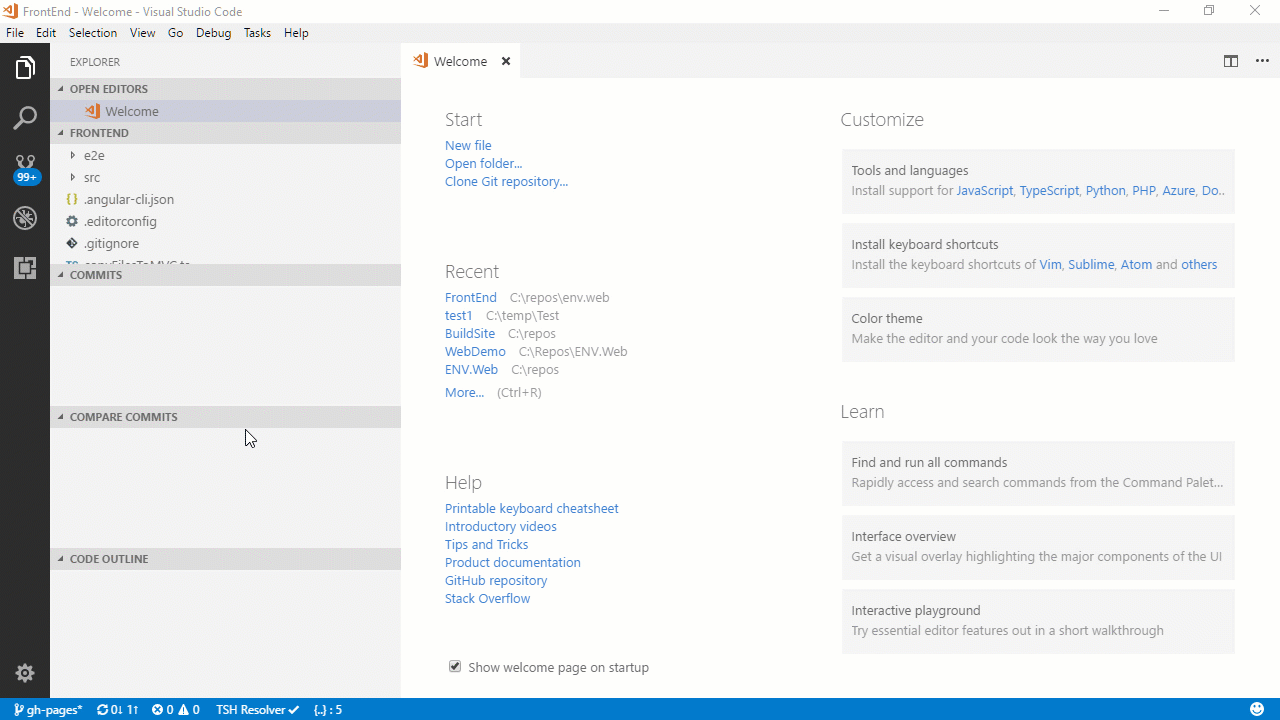 FrontEnd - Welcome - Visual Studio Code
File Edit Selection View Go Debug Tasks Help
EXPLORER
OPEN EDITORS
Welcome
FRONTEND
e2e
src
.angular-cli.json
.editorconfig
.gitignore
COMMITS
COMPARE COMMITS
CODE OUTLINE
99+
Welcome
Start
New file
Open folder...
Clone Git repository...
Recent
FrontEnd C:\repos\env.web
test1 C:\temp\Test
BuildSite C:\repos
WebDemo C:\Repos\ENV.Web
ENV.Web C:\repos
More... (Ctrl+R)
Help
Printable keyboard cheatsheet
Introductory videos
Tips and Tricks
Product documentation
GitHub repository
Stack Overflow
Show welcome page on startup
Customize
Tools and languages
Install support for JavaScript, TypeScript, Python, PHP, Azure, Do..
Install keyboard shortcuts
Install the keyboard shortcuts of Vim, Sublime, Atom and others
Color theme
Make the editor and your code look the way you love
Learn
Find and run all commands
Rapidly access and search commands from the Command Palet...
Interface overview
Get a visual overlay highlighting the major components of the UI
Interactive playground
Try essential editor features out in a short walkthrough
gh-pages* 0↓ 1↑ 0 0 TSH Resolver ✓ {..} : 5